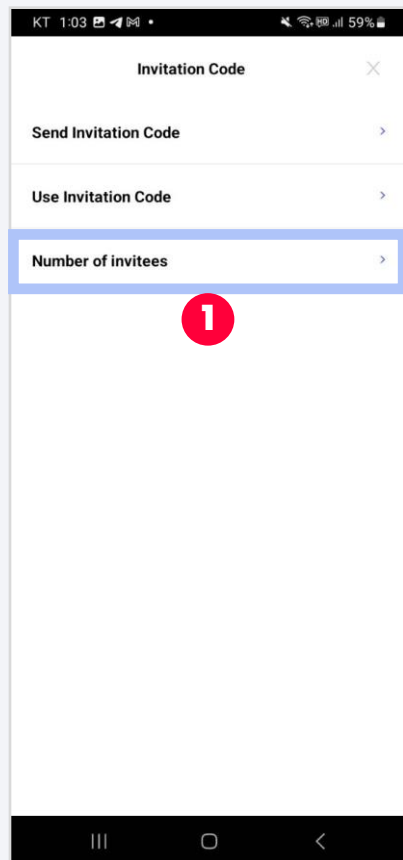 KT 1:03 59%
Invitation Code
Send Invitation Code
Use Invitation Code
Number of invitees
1